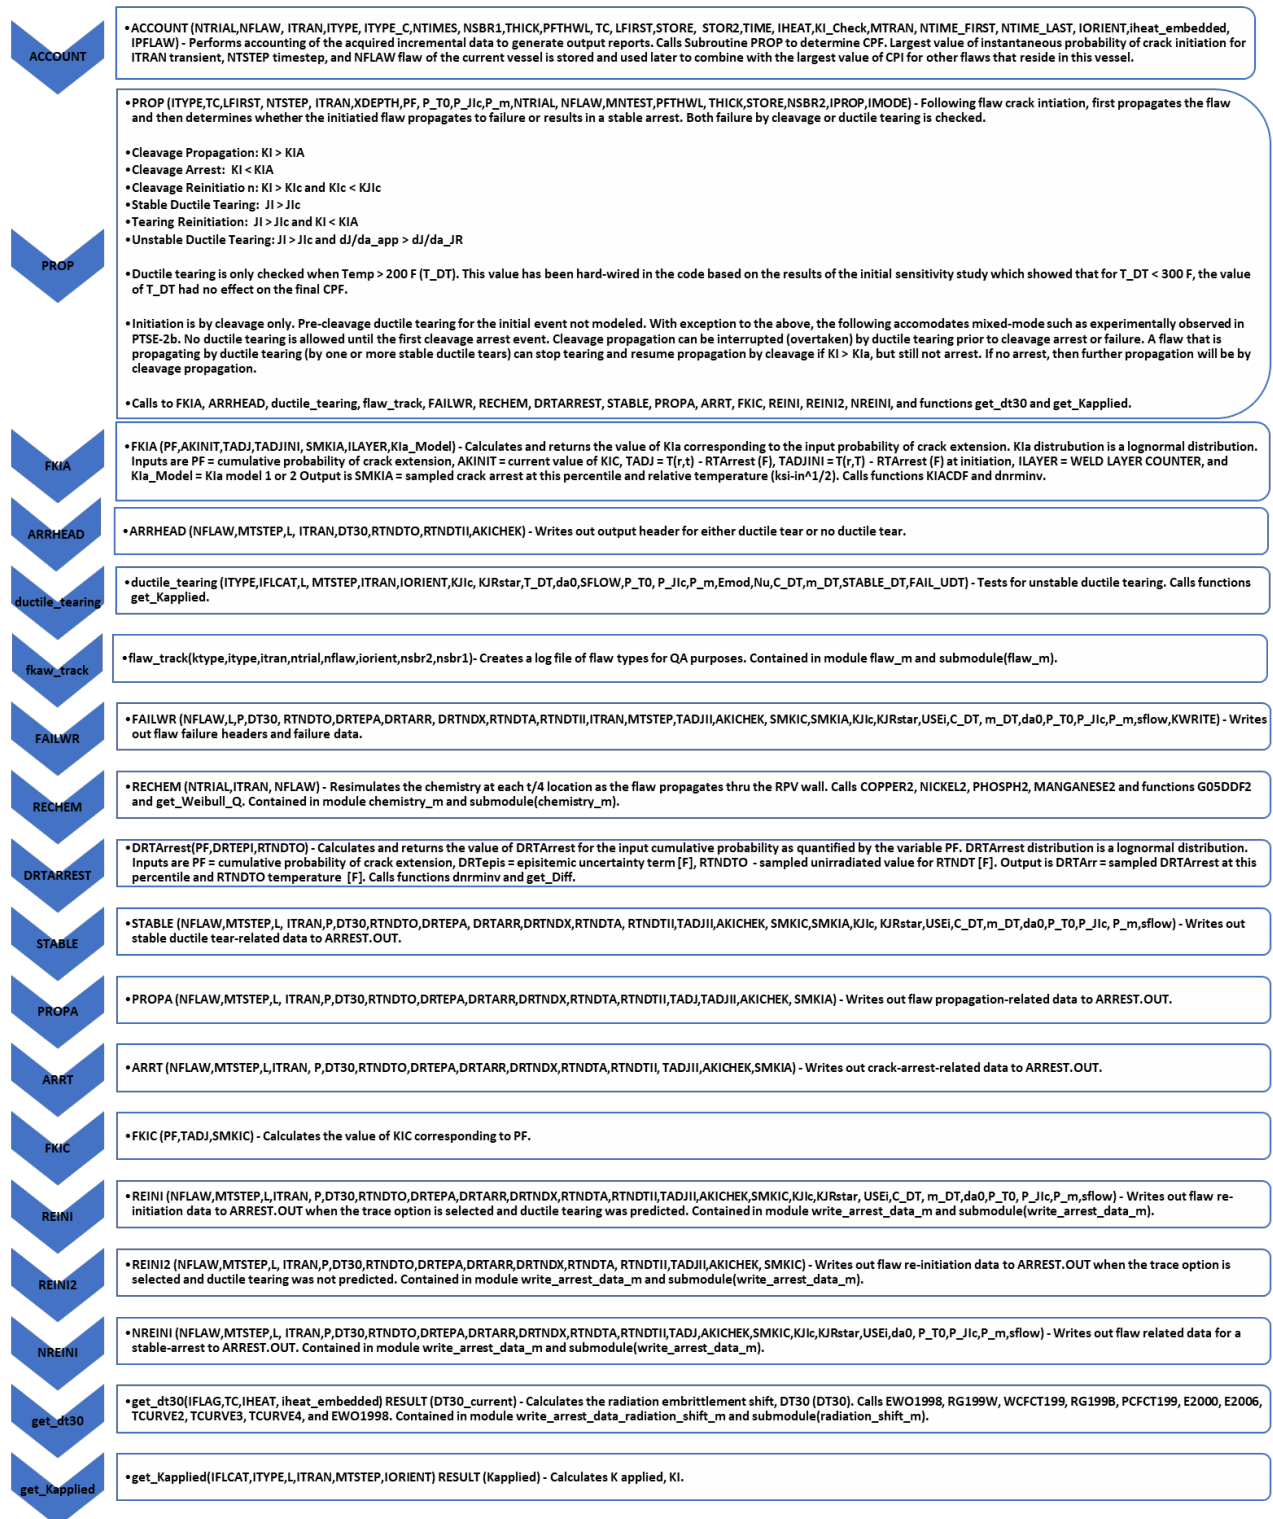 •ACCOUNT (NTRIAL,NFLAW, ITRAN,ITYPE, ITYPE_C,NTIMES, NSBR1,THICK,PFTHWL, TC, LFIRST,STORE, STOR2,TIME, IHEAT,KI_Check,MTRAN, NTIME_FIRST, NTIME_LAST, IORIENT,iheat_embedded,
IPFLAW) - Performs accounting of the acquired incremental data to generate output reports. Calls Subroutine PROP to determine CPF. Largest value of instantaneous probability of crack initiation for
ITRAN transient, NTSTEP timestep, and NFLAW flaw of the current vessel is stored and used later to combine with the largest value of CPI for other flaws that reside in this vessel.
ACCOUNT
•PROP (ITYPE,TC,LFIRST, NTSTEP, ITRAN,XDEPTH,PF, P_T0,P_JIc,P_m,NTRIAL, NFLAW,MNTEST,PFTHWL, THICK,STORE,NSBR2,IPROP,IMODE) - Following flaw crack intiation, first propagates the flaw
and then determines whether the initiatied flaw propagates to failure or results in a stable arrest. Both failure by cleavage or ductile tearing is checked.
•Cleavage Propagation: KI > KIA
•Cleavage Arrest: KI < KIA
•Cleavage Reinitiatio n: KI > KIc and KIc < KJIc
•Stable Ductile Tearing: JI > JIc
•Tearing Reinitiation: JI > JIc and KI < KIA
•Unstable Ductile Tearing: JI > JIc and dJ/da_app > dJ/da_JR
PROP
•Ductile tearing is only checked when Temp > 200 F (T_DT). This value has been hard-wired in the code based on the results of the initial sensitivity study which showed that for T_DT < 300 F, the value
of T_DT had no effect on the final CPF.
•Initiation is by cleavage only. Pre-cleavage ductile tearing for the initial event not modeled. With exception to the above, the following accomodates mixed-mode such as experimentally observed in
PTSE-2b. No ductile tearing is allowed until the first cleavage arrest event. Cleavage propagation can be interrupted (overtaken) by ductile tearing prior to cleavage arrest or failure. A flaw that is
propagating by ductile tearing (by one or more stable ductile tears) can stop tearing and resume propagation by cleavage if KI > KIa, but still not arrest. If no arrest, then further propagation will be by
cleavage propagation.
•Calls to FKIA, ARRHEAD, ductile_tearing, flaw_track, FAILWR, RECHEM, DRTARREST, STABLE, PROPA, ARRT, FKIC, REINI, REINI2, NREINI, and functions get_dt30 and get_Kapplied.
•FKIA (PF,AKINIT,TADJ,TADJINI, SMKIA,ILAYER,KIa_Model) - Calculates and returns the value of KIa corresponding to the input probability of crack extension. KIa distrubution is a lognormal distribution.
Inputs are PF = cumulative probability of crack extension, AKINIT = current value of KIC, TADJ = T(r,t) - RTArrest (F), TADJINI = T(r,T) - RTArrest (F) at initiation, ILAYER = WELD LAYER COUNTER, and
KIa_Model = KIa model 1 or 2 Output is SMKIA = sampled crack arrest at this percentile and relative temperature (ksi-in^1/2). Calls functions KIACDF and dnrminv.
FKIA
•ARRHEAD (NFLAW,MTSTEP,L, ITRAN,DT30,RTNDTO,RTNDTII,AKICHEK) - Writes out output header for either ductile tear or no ductile tear.
ARRHEAD
•ductile_tearing (ITYPE,IFLCAT,L, MTSTEP,ITRAN,IORIENT,KJIc, KJRstar,T_DT,da0,SFLOW,P_T0, P_JIc,P_m,Emod,Nu,C_DT,m_DT,STABLE_DT,FAIL_UDT) - Tests for unstable ductile tearing. Calls functions
get_Kapplied.
ductile_tearing
•flaw_track(ktype,itype,itran,ntrial,nflaw,iorient,nsbr2,nsbr1)- Creates a log file of flaw types for QA purposes. Contained in module flaw_m and submodule(flaw_m).
fkaw_track
•FAILWR (NFLAW,L,P,DT30, RTNDTO,DRTEPA,DRTARR, DRTNDX,RTNDTA,RTNDTII,ITRAN,MTSTEP,TADJII,AKICHEK, SMKIC,SMKIA,KJIc,KJRstar,USEi,C_DT, m_DT,da0,P_T0,P_JIc,P_m,sflow,KWRITE) - Writes
out flaw failure headers and failure data.
FAILWR
•RECHEM (NTRIAL,ITRAN, NFLAW) - Resimulates the chemistry at each t/4 location as the flaw propagates thru the RPV wall. Calls COPPER2, NICKEL2, PHOSPH2, MANGANESE2 and functions G05DDF2
and get_Weibull_Q. Contained in module chemistry_m and submodule(chemistry_m).
RECHEM
•DRTArrest(PF,DRTEPI,RTNDTO) - Calculates and returns the value of DRTArrest for the input cumulative probability as quantified by the variable PF. DRTArrest distribution is a lognormal distribution.
Inputs are PF = cumulative probability of crack extension, DRTepis = episitemic uncertainty term [F], RTNDTO - sampled unirradiated value for RTNDT [F]. Output is DRTArr = sampled DRTArrest at this
percentile and RTNDTO temperature [F]. Calls functions dnrminv and get_Diff.
DRTARREST
•STABLE (NFLAW,MTSTEP,L, ITRAN,P,DT30,RTNDTO,DRTEPA, DRTARR,DRTNDX,RTNDTA, RTNDTII,TADJII,AKICHEK, SMKIC,SMKIA,KJIc, KJRstar,USEi,C_DT,m_DT,da0,P_T0,P_JIc, P_m,sflow) - Writes out
stable ductile tear-related data to ARREST.OUT.
STABLE
•PROPA (NFLAW,MTSTEP,L, ITRAN,P,DT30,RTNDTO,DRTEPA,DRTARR,DRTNDX,RTNDTA,RTNDTII,TADJ,TADJII,AKICHEK, SMKIA) - Writes out flaw propagation-related data to ARREST.OUT.
PROPA
•ARRT (NFLAW,MTSTEP,L,ITRAN, P,DT30,RTNDTO,DRTEPA,DRTARR,DRTNDX,RTNDTA,RTNDTII, TADJII,AKICHEK,SMKIA) - Writes out crack-arrest-related data to ARREST.OUT.
ARRT
•FKIC (PF,TADJ,SMKIC) - Calculates the value of KIC corresponding to PF.
FKIC
•REINI (NFLAW,MTSTEP,L,ITRAN, P,DT30,RTNDTO,DRTEPA,DRTARR,DRTNDX,RTNDTA,RTNDTII,TADJII,AKICHEK,SMKIC,KJIc,KJRstar, USEi,C_DT, m_DT,da0,P_T0, P_JIc,P_m,sflow) - Writes out flaw re-
initiation data to ARREST.OUT when the trace option is selected and ductile tearing was predicted. Contained in module write_arrest_data_m and submodule(write_arrest_data_m).
REINI
•REINI2 (NFLAW,MTSTEP,L, ITRAN,P,DT30,RTNDTO,DRTEPA,DRTARR,DRTNDX,RTNDTA, RTNDTII,TADJII,AKICHEK, SMKIC) - Writes out flaw re-initiation data to ARREST.OUT when the trace option is
selected and ductile tearing was not predicted. Contained in module write_arrest_data_m and submodule(write_arrest_data_m).
REINI2
•NREINI (NFLAW,MTSTEP,L, ITRAN,P,DT30,RTNDTO,DRTEPA,DRTARR,DRTNDX,RTNDTA,RTNDTII,TADJ,AKICHEK,SMKIC,KJIc,KJRstar,USEi,da0, P_T0,P_JIc,P_m,sflow) - Writes out flaw related data for a
stable-arrest to ARREST.OUT. Contained in module write_arrest_data_m and submodule(write_arrest_data_m).
NREINI
•get_dt30(IFLAG,TC,IHEAT, iheat_embedded) RESULT (DT30_current) - Calculates the radiation embrittlement shift, DT30 (DT30). Calls EWO1998, RG199W, WCFCT199, RG199B, PCFCT199, E2000, E2006,
TCURVE2, TCURVE3, TCURVE4, and EWO1998. Contained in module write_arrest_data_radiation_shift_m and submodule(radiation_shift_m).
get_dt30
•get_Kapplied(IFLCAT,ITYPE,L,ITRAN,MTSTEP,IORIENT) RESULT (Kapplied) - Calculates K applied, KI.
get_Kapplied